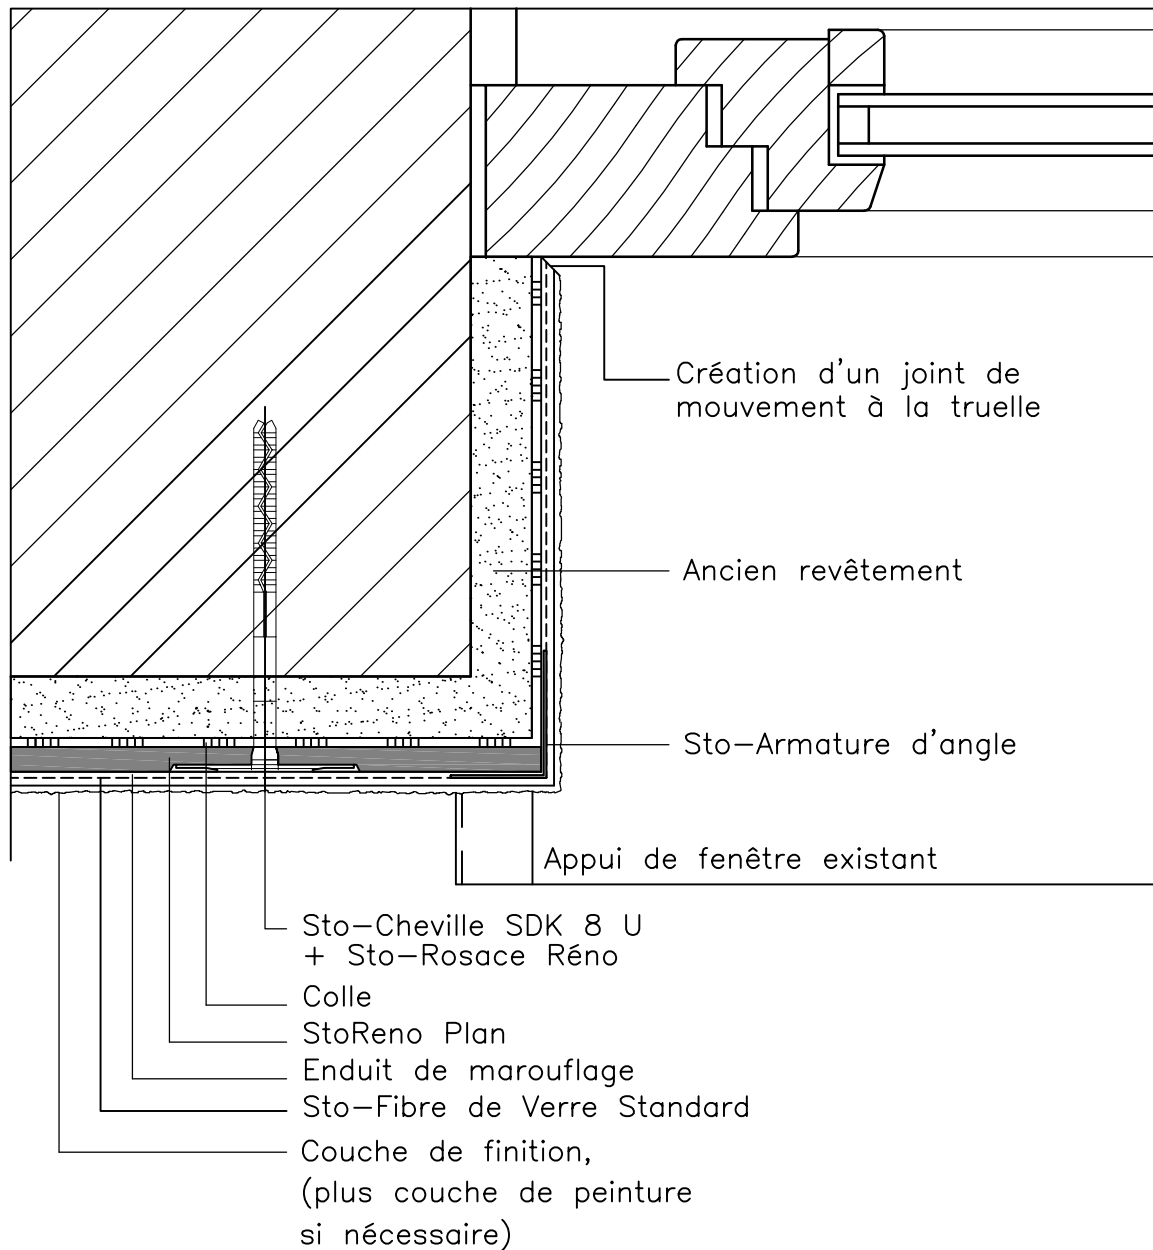 Création d'un joint de
mouvement à la truelle
Ancien revêtement
Sto-Armature d'angle
Appui de fenêtre existant
Sto-Cheville SDK 8 U
+ Sto-Rosace Réno
Colle
StoReno Plan
Enduit de marouflage
Sto-Fibre de Verre Standard
Couche de finition,
(plus couche de peinture
si nécessaire)